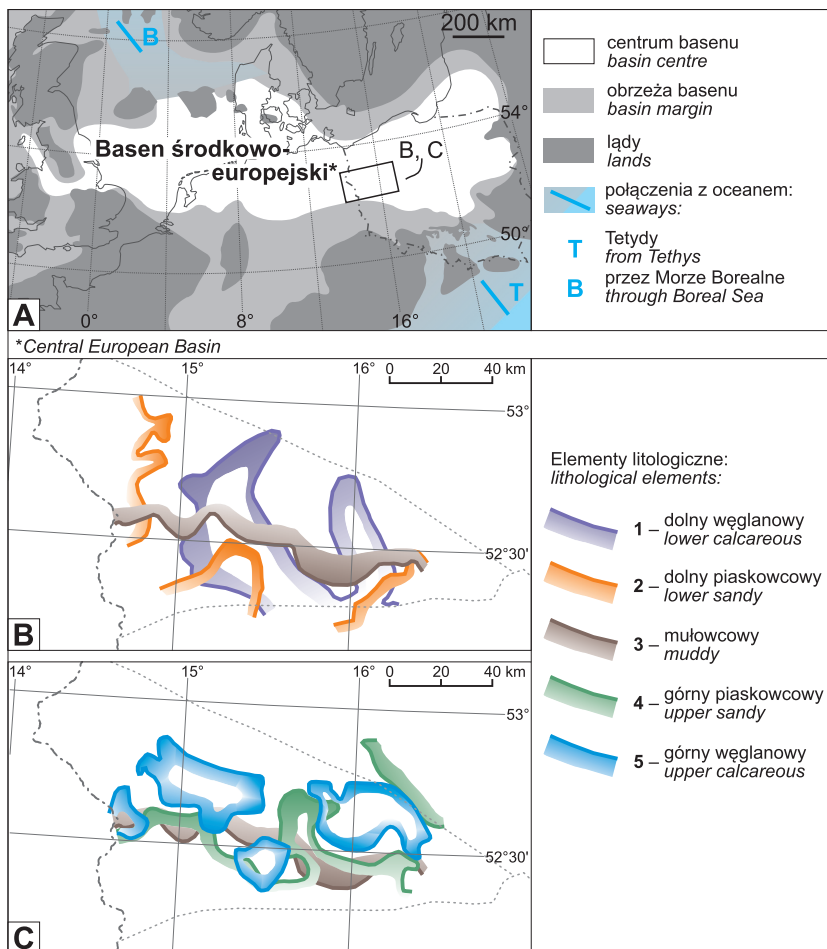 B
200 km
54°
Basen środkowo-
europejski*
B, C
50°
T
A
0°
8°
16°
centrum basenu
basin centre
obrzeża basenu
basin margin
lądy
lands
połączenia z oceanem:
seaways:
T
Tetydy
from Tethys
B
przez Morze Borealne
through Boreal Sea
*Central European Basin
14°
15°
16°
0 20 40 km
53°
52°30'
B
14°
15°
16°
0 20 40 km
53°
52°30'
C
Elementy litologiczne:
lithological elements:
1 – dolny węglanowy
lower calcareous
2 – dolny piaskowcowy
lower sandy
3 – mułowcowy
muddy
4 – górny piaskowcowy
upper sandy
5 – górny węglanowy
upper calcareous